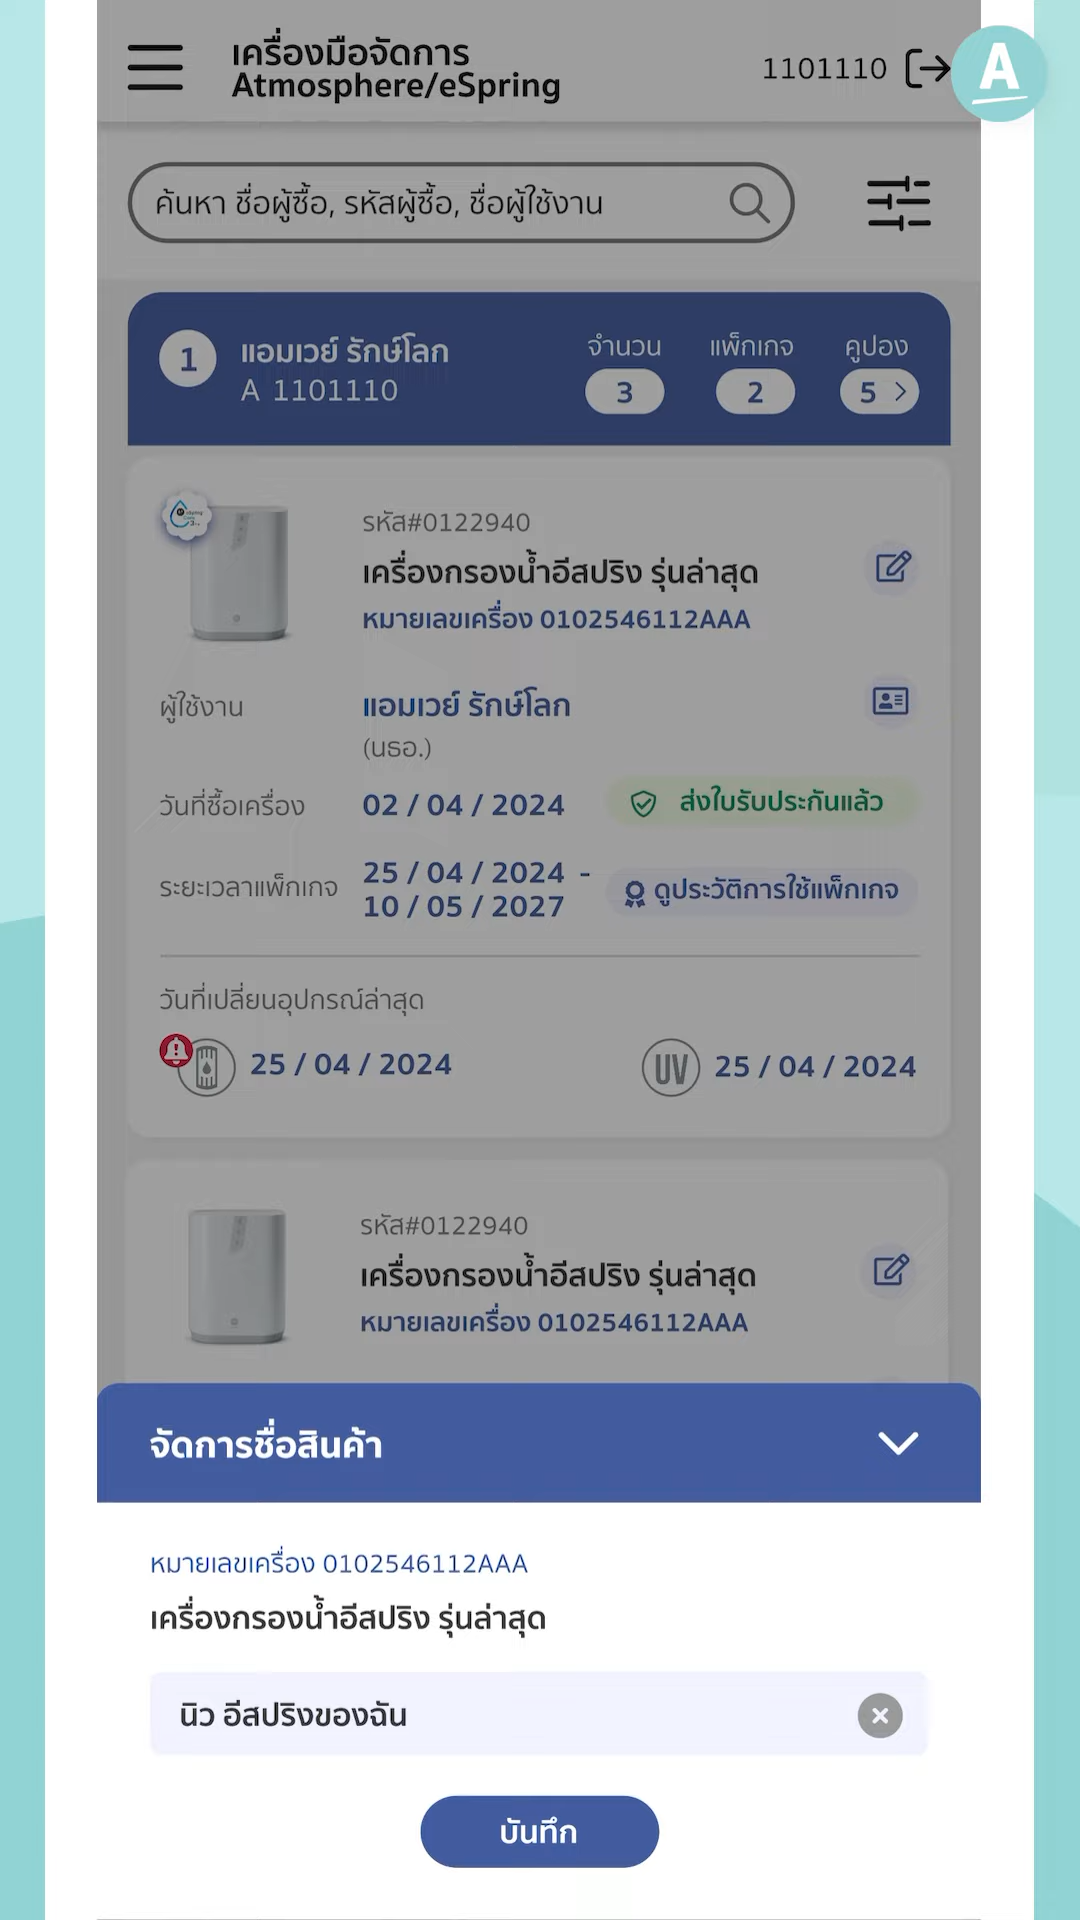 เครื่องมือจัดการ
Atmosphere/eSpring
1101110
A
ค้นหา ชื่อผู้ซื้อ, รหัสผู้ซื้อ, ชื่อผู้ใช้งาน
1
แอมเวย์ รักษ์โลก
A 1101110
จำนวน แพ็กเกจ คูปอง
3 2 5
รหัส#0122940
เครื่องกรองน้ำอีสปริง รุ่นล่าสุด
หมายเลขเครื่อง 0102546112AAA
ผู้ใช้งาน แอมเวย์ รักษ์โลก
(นธอ.)
วันที่ซื้อเครื่อง 02 / 04 / 2024 ส่งใบรับประกันแล้ว
ระยะเวลาแพ็กเกจ 25 / 04 / 2024 -
10 / 05 / 2027
ดูประวัติการใช้แพ็กเกจ
วันที่เปลี่ยนอุปกรณ์ล่าสุด
25 / 04 / 2024 UV 25 / 04 / 2024
รหัส#0122940
เครื่องกรองน้ำอีสปริง รุ่นล่าสุด
หมายเลขเครื่อง 0102546112AAA
จัดการชื่อสินค้า
หมายเลขเครื่อง 0102546112AAA
เครื่องกรองน้ำอีสปริง รุ่นล่าสุด
นิว อีสปริงของฉัน
บันทึก